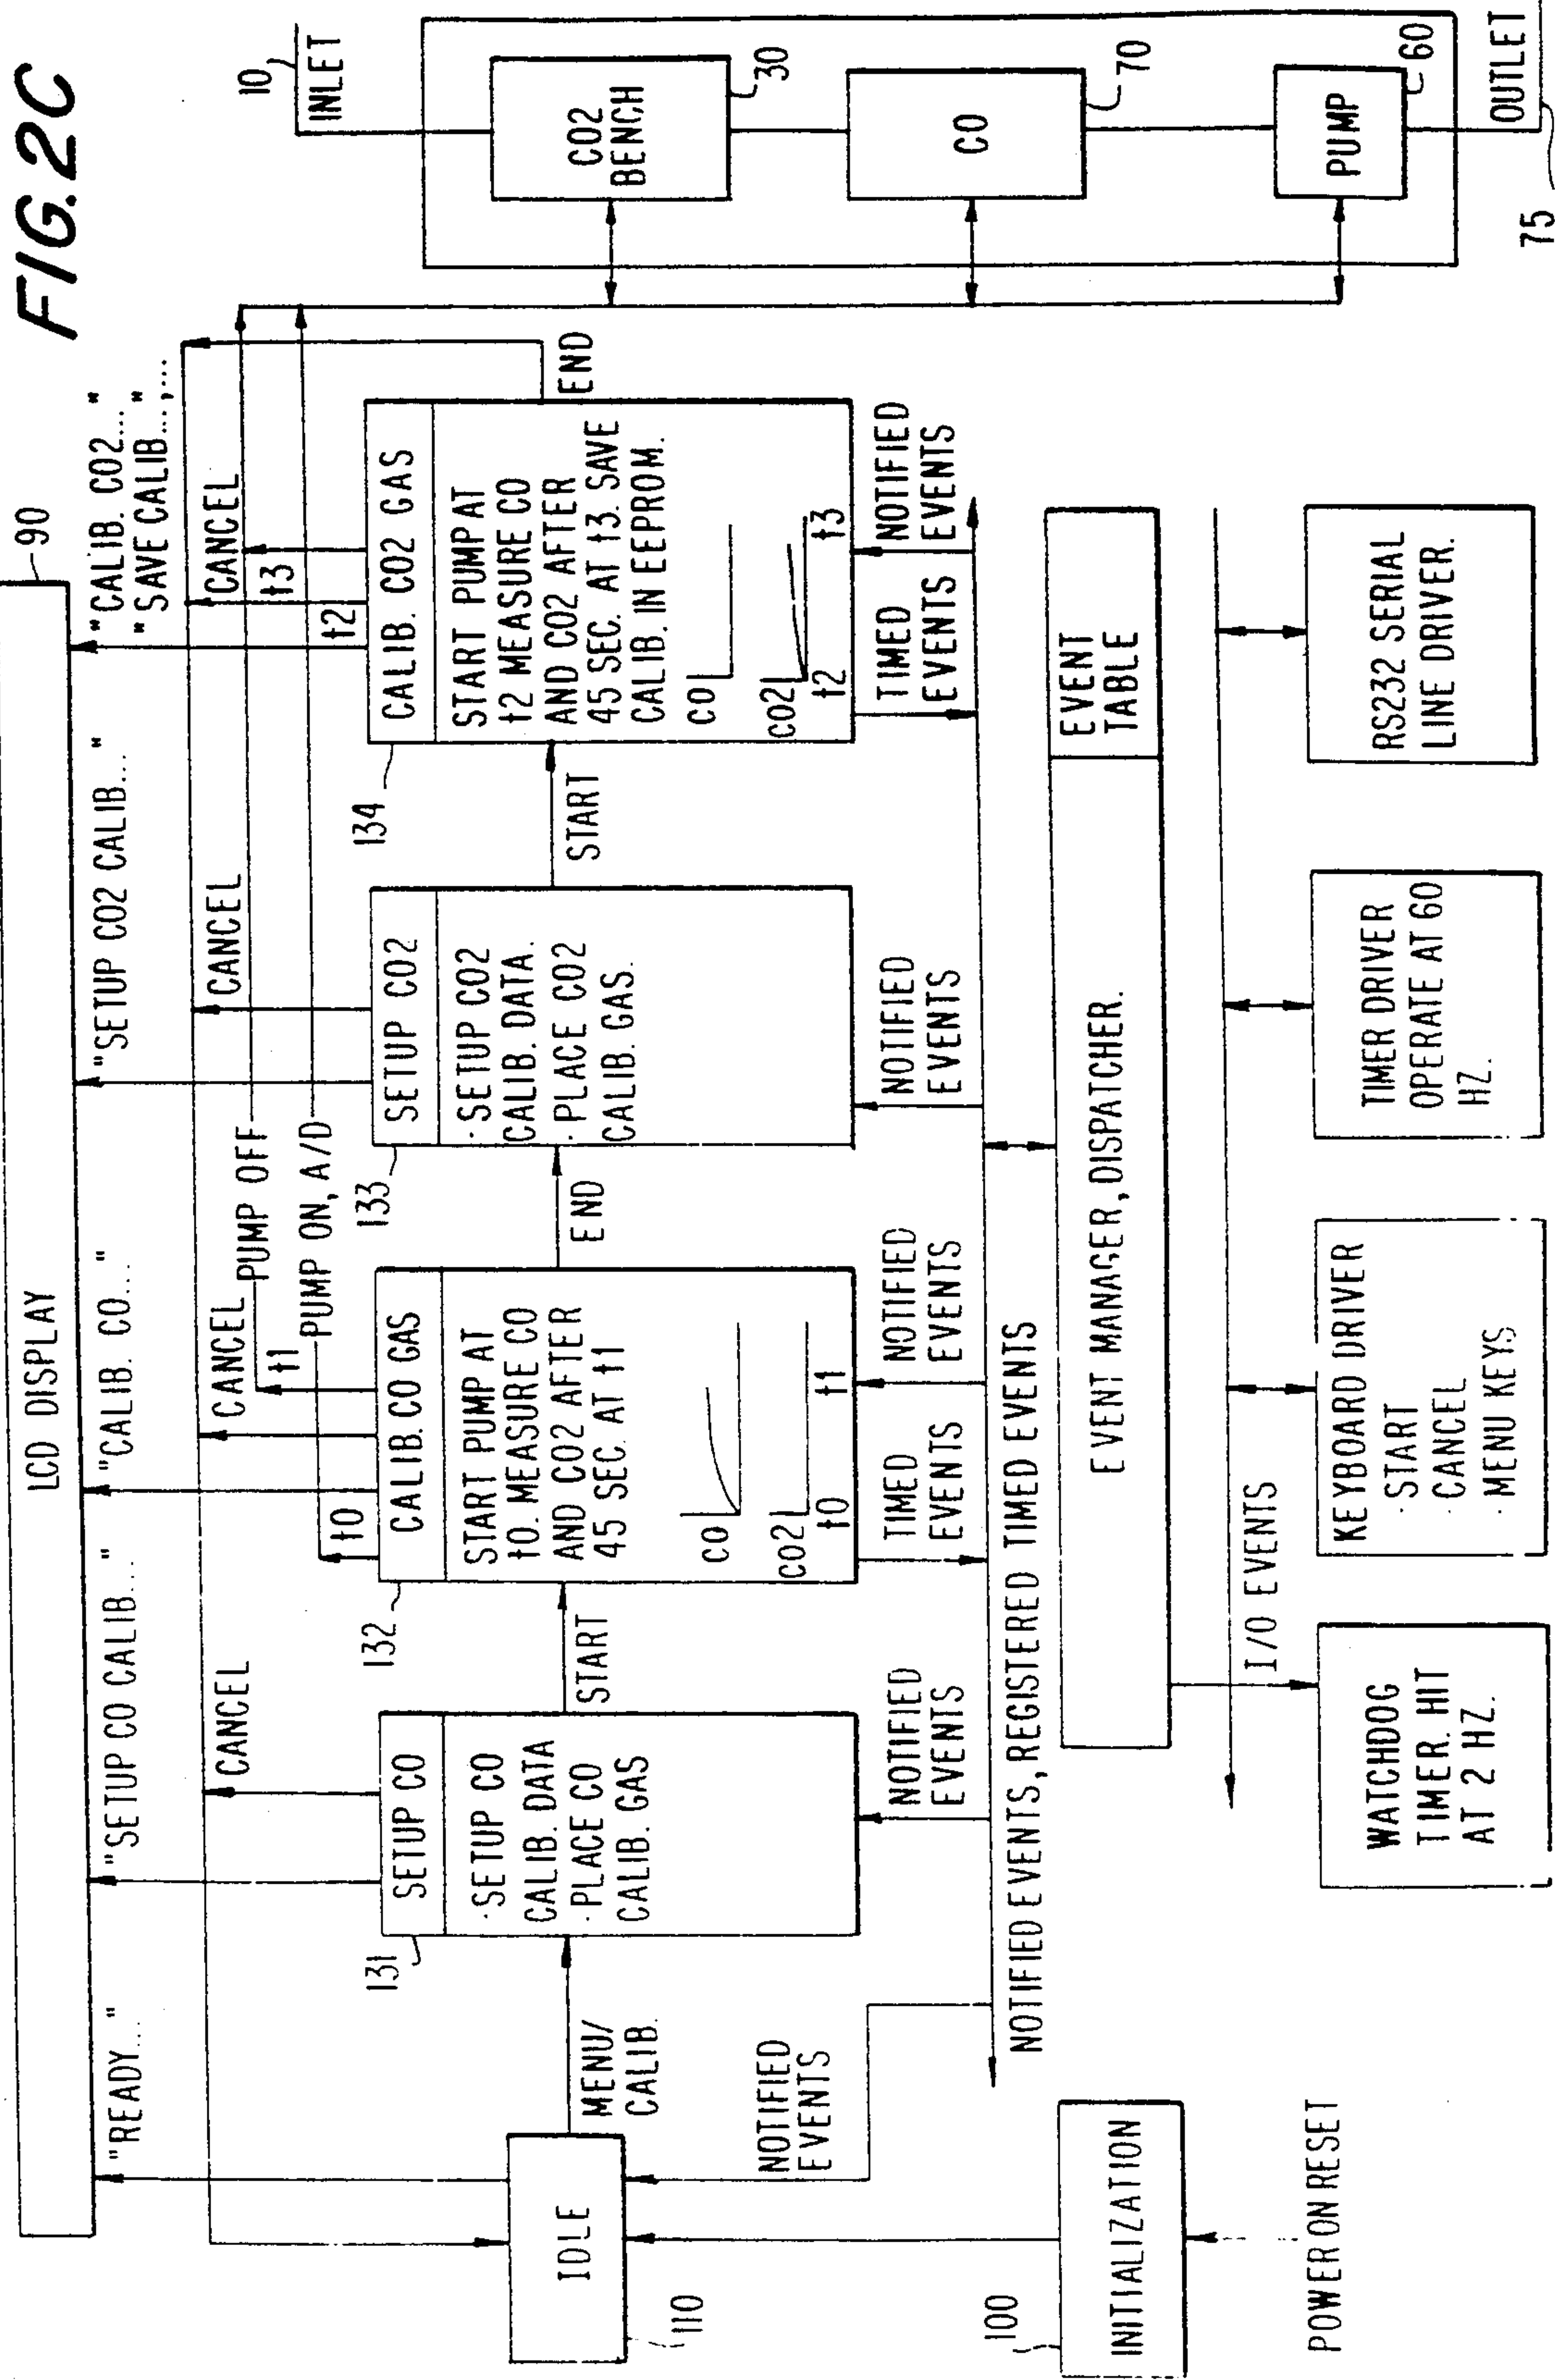 FIG. 2C
LCD DISPLAY
90
"READY..."
"SETUP CO CALIB..."
"CALIB. CO..."
"SETUP CO2 CALIB..."
"CALIB. CO2..."
"SAVE CALIB...,...
CANCEL
CANCEL
CANCEL
CANCEL
PUMP OFF
PUMP ON, A/D
t0
t1
t2
t3
IDLE
110
MENU/
CALIB.
131
SETUP CO
· SETUP CO
CALIB. DATA
· PLACE CO
CALIB. GAS
START
132
CALIB. CO GAS
START PUMP AT
t0. MEASURE CO
AND CO2 AFTER
45 SEC. AT t1
CO
CO2
t0
t1
END
133
SETUP CO2
· SETUP CO2
CALIB. DATA.
· PLACE CO2
CALIB. GAS.
START
134
CALIB. CO2 GAS
START PUMP AT
t2 MEASURE CO
AND CO2 AFTER
45 SEC. AT t3. SAVE
CALIB. IN EEPROM.
CO
CO2
t2
t3
END
NOTIFIED
EVENTS
NOTIFIED
EVENTS
TIMED
EVENTS
NOTIFIED
EVENTS
NOTIFIED
EVENTS
TIMED
EVENTS
NOTIFIED
EVENTS
NOTIFIED EVENTS, REGISTERED TIMED EVENTS
100
INITIALIZATION
POWER ON RESET
EVENT MANAGER, DISPATCHER.
EVENT
TABLE
I/O EVENTS
WATCHDOG
TIMER. HIT
AT 2 HZ.
KEYBOARD DRIVER
· START
· CANCEL
· MENU KEYS
TIMER DRIVER
OPERATE AT 60
HZ.
RS232 SERIAL
LINE DRIVER.
10
INLET
CO2
BENCH
30
CO
70
PUMP
60
OUTLET
75